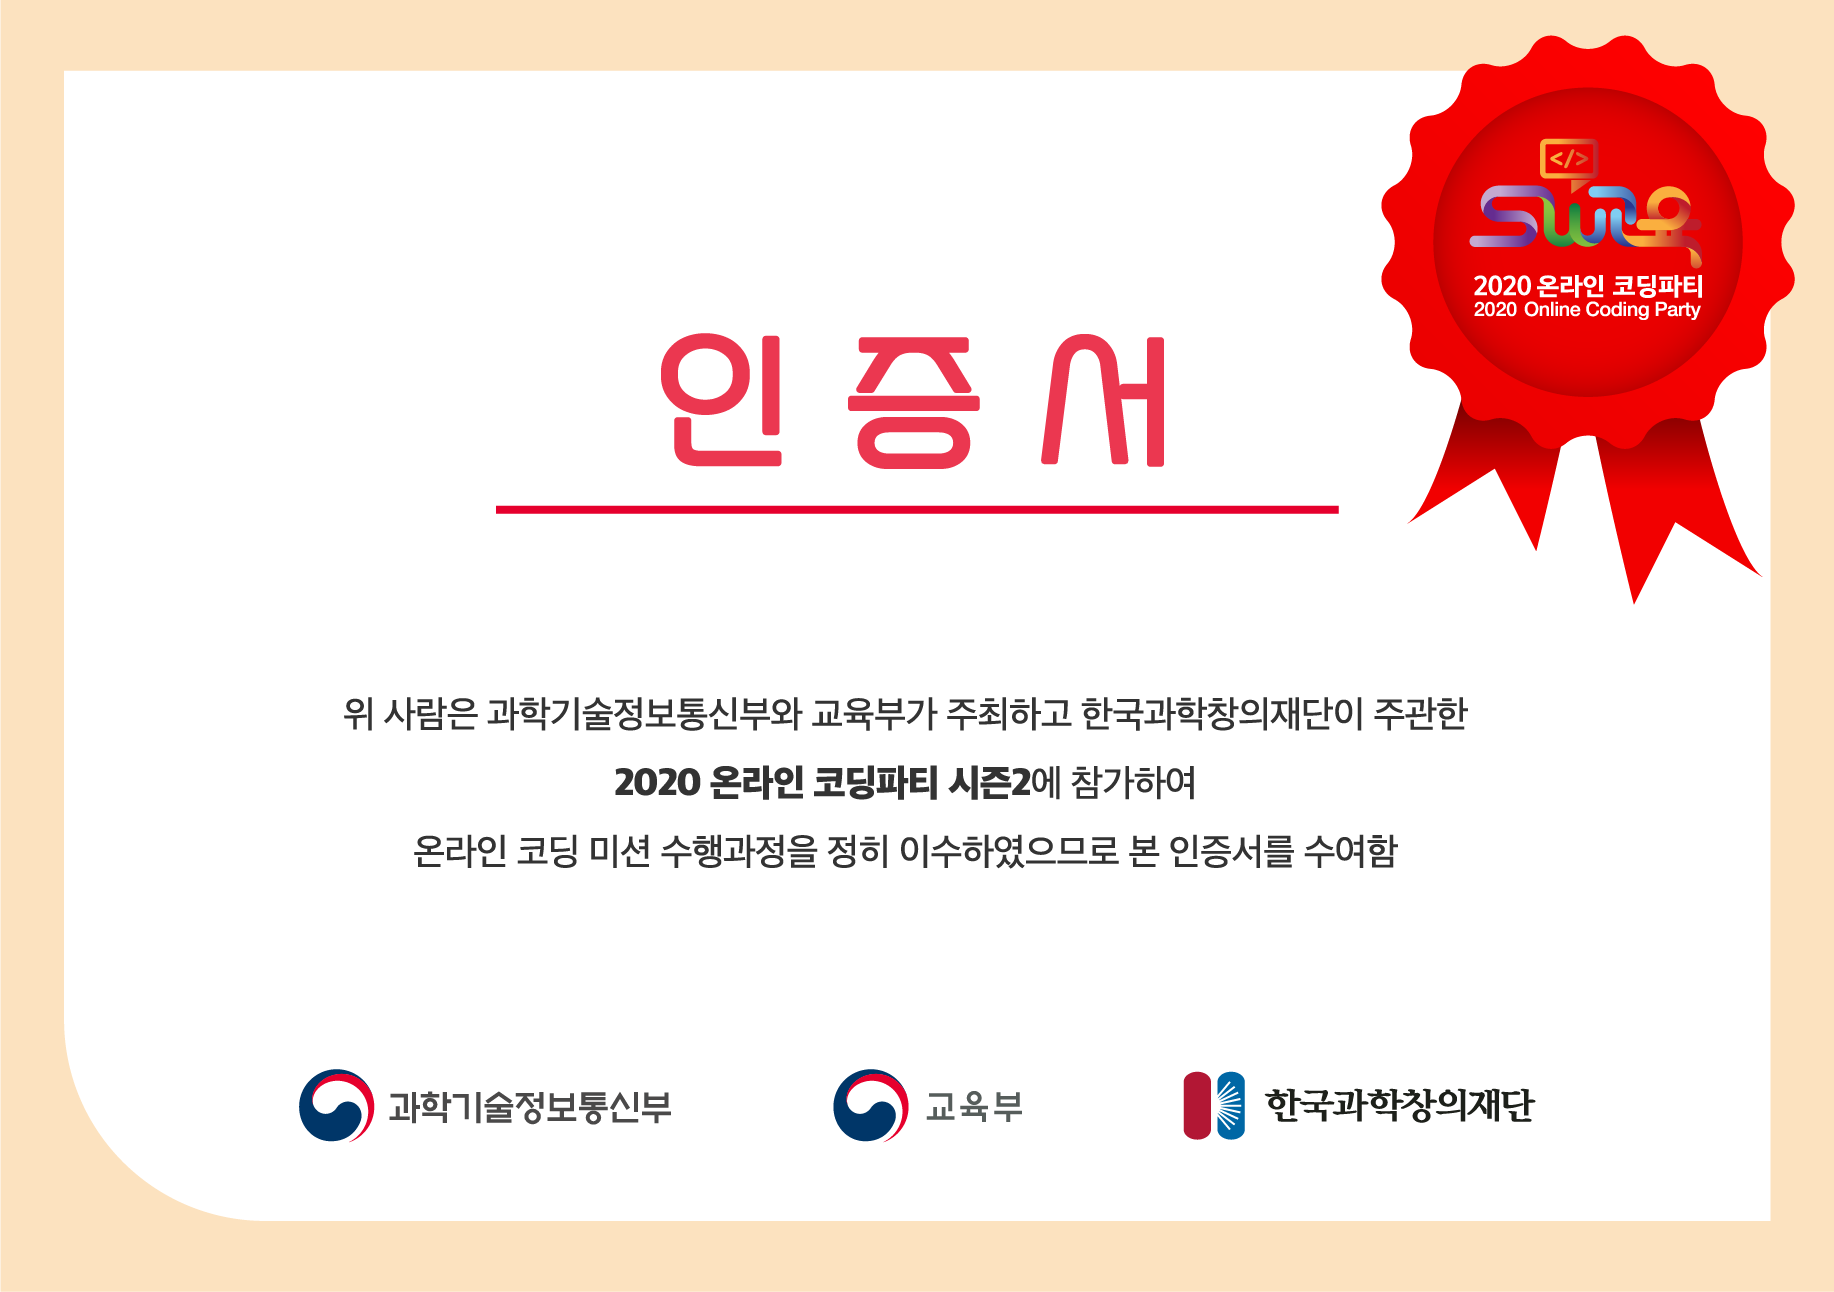 </>
SW교육
2020 온라인 코딩파티
2020 Online Coding Party
인증서
위 사람은 과학기술정보통신부와 교육부가 주최하고 한국과학창의재단이 주관한
2020 온라인 코딩파티 시즌2에 참가하여
온라인 코딩 미션 수행과정을 정히 이수하였으므로 본 인증서를 수여함
과학기술정보통신부
교육부
한국과학창의재단